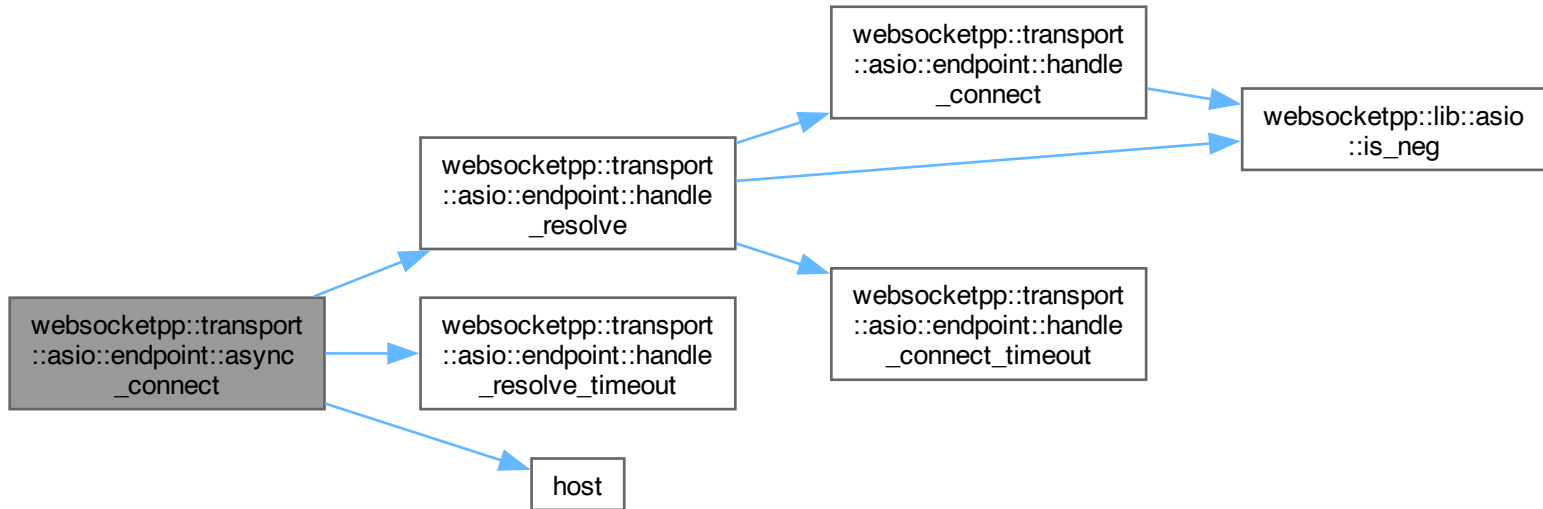 websocketpp::transport
::asio::endpoint::async
_connect
websocketpp::transport
::asio::endpoint::handle
_resolve
websocketpp::transport
::asio::endpoint::handle
_connect
websocketpp::lib::asio
::is_neg
websocketpp::transport
::asio::endpoint::handle
_connect_timeout
websocketpp::transport
::asio::endpoint::handle
_resolve_timeout
host